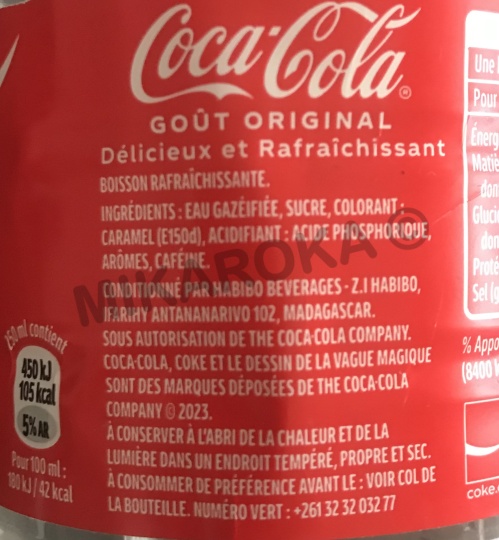 Coca-Cola®
GOÛT ORIGINAL
Délicieux et Rafraîchissant
BOISSON RAFRAÎCHISSANTE.
INGRÉDIENTS : EAU GAZÉIFIÉE, SUCRE, COLORANT :
CARAMEL (E150d), ACIDIFIANT : ACIDE PHOSPHORIQUE,
ARÔMES, CAFÉINE.
CONDITIONNÉ PAR HABIBO BEVERAGES - Z.I HABIBO,
IFARIHY ANTANANARIVO 102, MADAGASCAR.
SOUS AUTORISATION DE THE COCA-COLA COMPANY.
COCA-COLA, COKE ET LE DESSIN DE LA VAGUE MAGIQUE
SONT DES MARQUES DÉPOSÉES DE THE COCA-COLA
COMPANY © 2023.
À CONSERVER À L'ABRI DE LA CHALEUR ET DE LA
LUMIÈRE DANS UN ENDROIT TEMPÉRÉ, PROPRE ET SEC.
À CONSOMMER DE PRÉFÉRENCE AVANT LE : VOIR COL DE
LA BOUTEILLE. NUMÉRO VERT : +261 32 32 032 77
MIKAROKA ©
250ml contient
450 kJ
105 kcal
5% AR
Pour 100 ml :
180 kJ / 42 kcal
Une
Pour
Énerg
Matiè
don
Gluci
don
Proté
Sel (g
% Appo
(8400
coke.